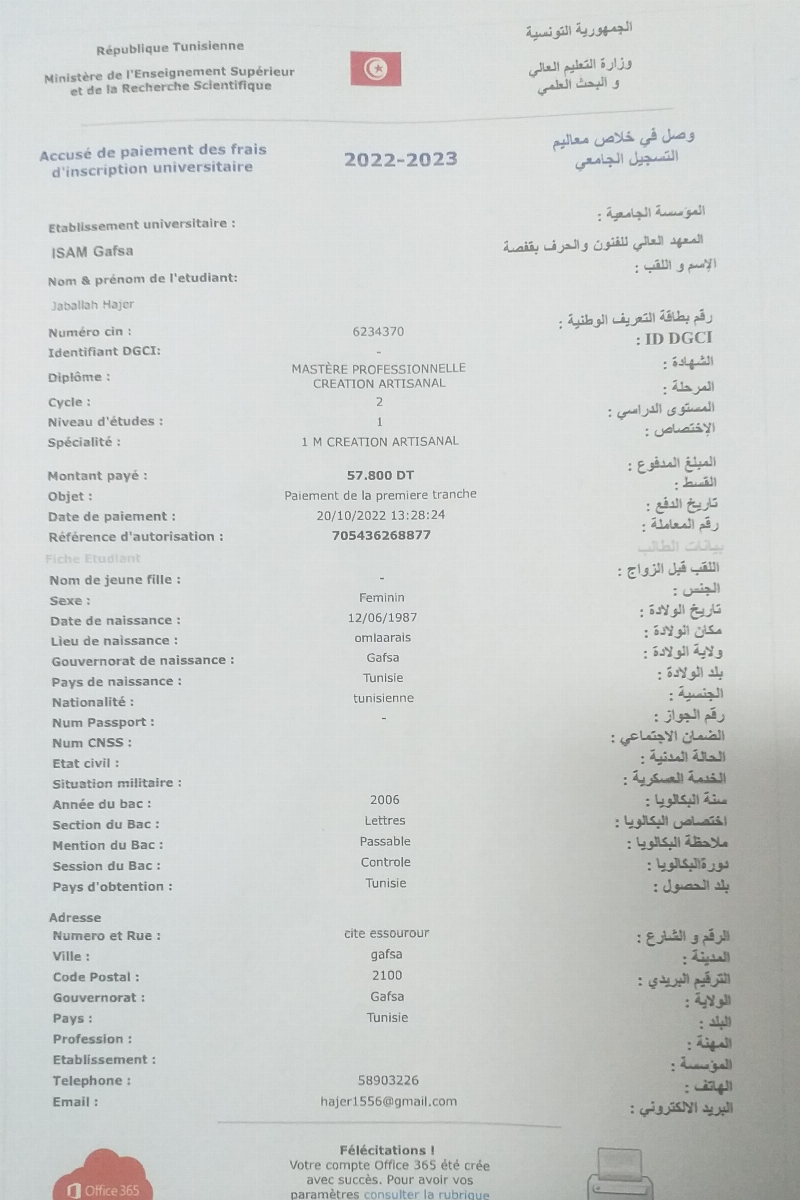 République Tunisienne
الجمهورية التونسية
Ministère de l'Enseignement Supérieur
et de la Recherche Scientifique
وزارة التعليم العالي
و البحث العلمي
Accusé de paiement des frais
d'inscription universitaire
2022-2023
وصل في خلاص معاليم
التسجيل الجامعي
Etablissement universitaire :
المؤسسة الجامعية :
ISAM Gafsa
المعهد العالي للفنون والحرف بقفصة
Nom & prénom de l'etudiant:
الإسم و اللقب :
Jaballah Hajer
Numéro cin : 6234370 رقم بطاقة التعريف الوطنية :
Identifiant DGCI: - ID DGCI :
Diplôme : MASTÈRE PROFESSIONNELLE
CREATION ARTISANAL الشهادة :
Cycle : 2 المرحلة :
Niveau d'études : 1 المستوى الدراسي :
Spécialité : 1 M CREATION ARTISANAL الإختصاص :
Montant payé : 57.800 DT المبلغ المدفوع :
Objet : Paiement de la premiere tranche القسط :
Date de paiement : 20/10/2022 13:28:24 تاريخ الدفع :
Référence d'autorisation : 705436268877 رقم المعاملة :
Fiche Etudiant بيانات الطالب
Nom de jeune fille : - اللقب قبل الزواج :
Sexe : Feminin الجنس :
Date de naissance : 12/06/1987 تاريخ الولادة :
Lieu de naissance : omlaarais مكان الولادة :
Gouvernorat de naissance : Gafsa ولاية الولادة :
Pays de naissance : Tunisie بلد الولادة :
Nationalité : tunisienne الجنسية :
Num Passport : - رقم الجواز :
Num CNSS : الضمان الاجتماعي :
Etat civil : الحالة المدنية :
Situation militaire : الخدمة العسكرية :
Année du bac : 2006 سنة البكالويا :
Section du Bac : Lettres اختصاص البكالويا :
Mention du Bac : Passable ملاحظة البكالويا :
Session du Bac : Controle دورةالبكالويا :
Pays d'obtention : Tunisie بلد الحصول :
Adresse
Numero et Rue : cite essourour الرقم و الشارع :
Ville : gafsa المدينة :
Code Postal : 2100 الترقيم البريدي :
Gouvernorat : Gafsa الولاية :
Pays : Tunisie البلد :
Profession : المهنة :
Etablissement : المؤسسة :
Telephone : 58903226 الهاتف :
Email : hajer1556@gmail.com البريد الالكتروني :
Félécitations !
Votre compte Office 365 été crée
avec succès. Pour avoir vos
paramètres consulter la rubrique
Office 365